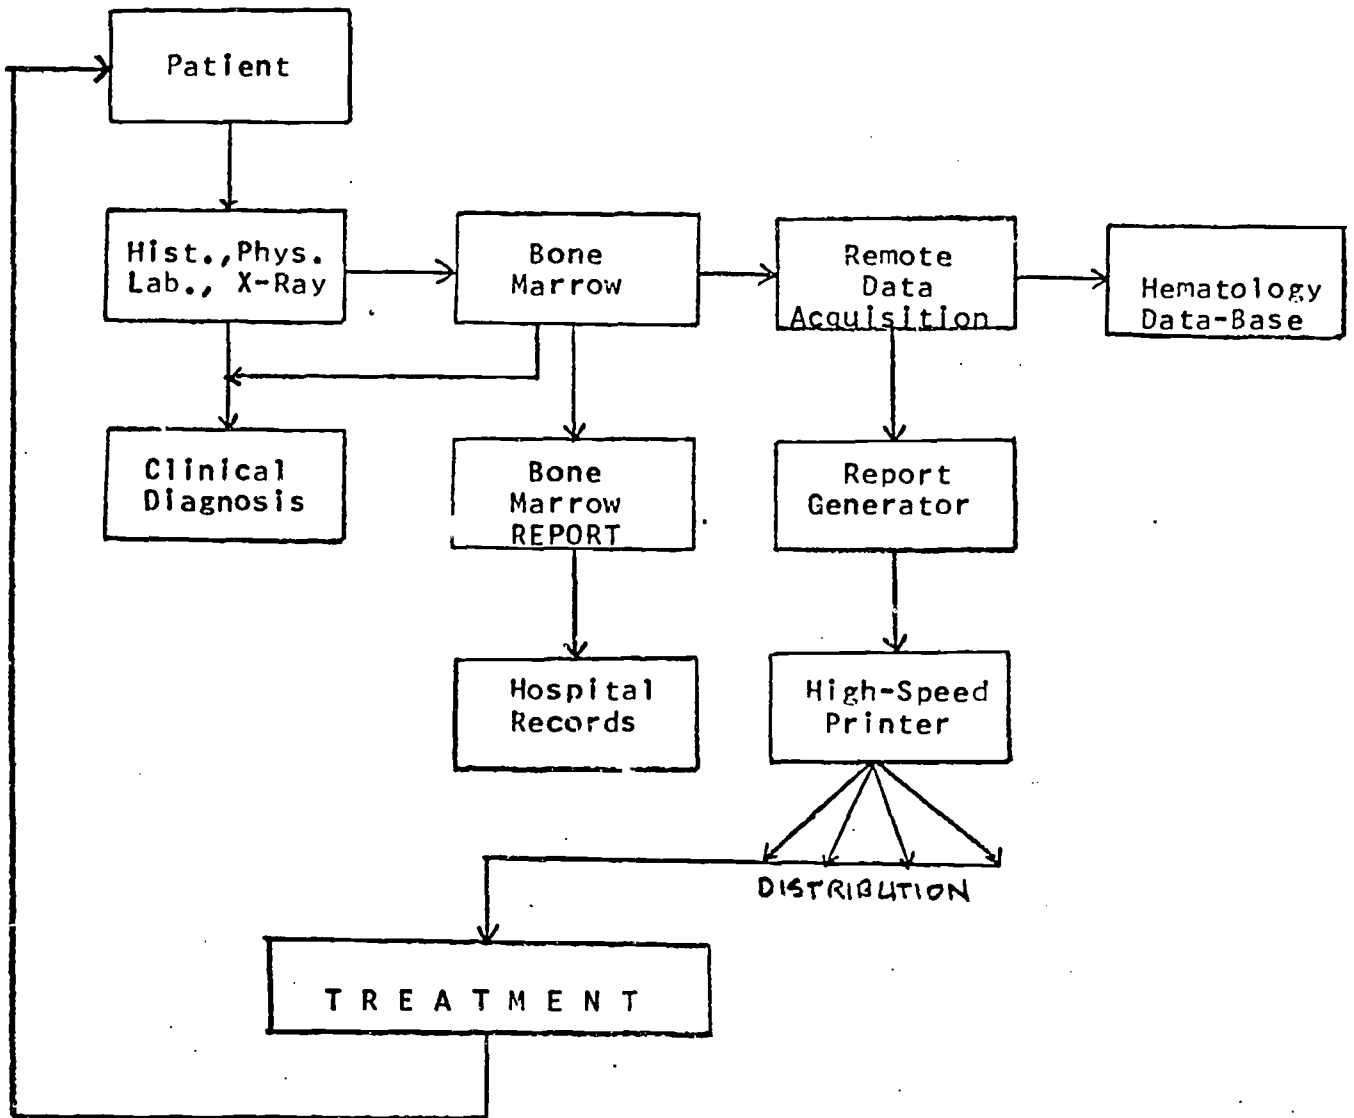 Patient
Hist.,Phys.
Lab., X-Ray
Bone
Marrow
Remote
Data
Acquisition
Hematology
Data-Base
Clinical
Diagnosis
Bone
Marrow
REPORT
Report
Generator
Hospital
Records
High-Speed
Printer
DISTRIBUTION
TREATMENT